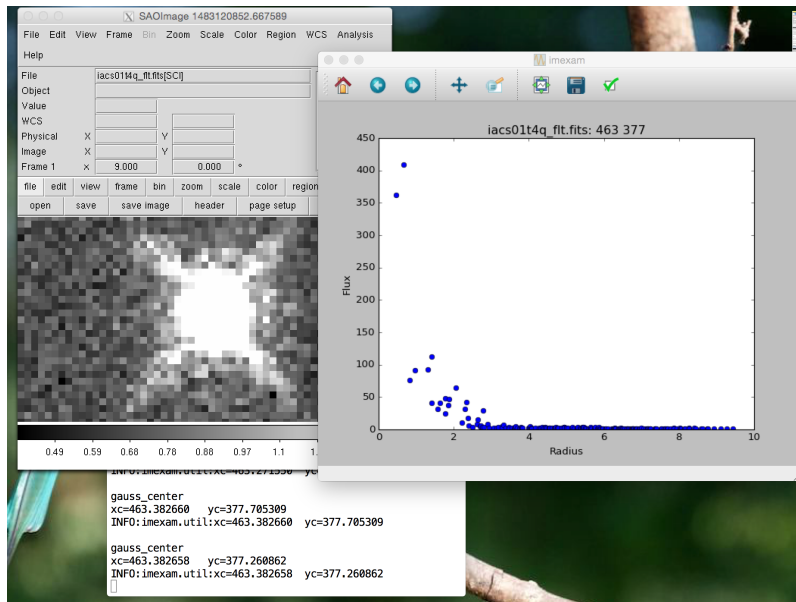 SAOImage 1483120852.667589
File Edit View Frame Bin Zoom Scale Color Region WCS Analysis
Help
File iacs01t4q_flt.fits[SCI]
Object
Value
WCS
Physical X Y
Image X Y
Frame 1 x 9.000 0.000 °
file edit view frame bin zoom scale color region
open save save image header page setup
0.49 0.59 0.68 0.78 0.88 0.97 1.1
imexam
iacs01t4q_flt.fits: 463 377
450
400
350
300
250
200
150
100
50
0
Flux
0 2 4 6 8 10
Radius
INFO:imexam.util:xc=463.271550
gauss_center
xc=463.382660 yc=377.705309
INFO:imexam.util:xc=463.382660 yc=377.705309
gauss_center
xc=463.382658 yc=377.260862
INFO:imexam.util:xc=463.382658 yc=377.260862